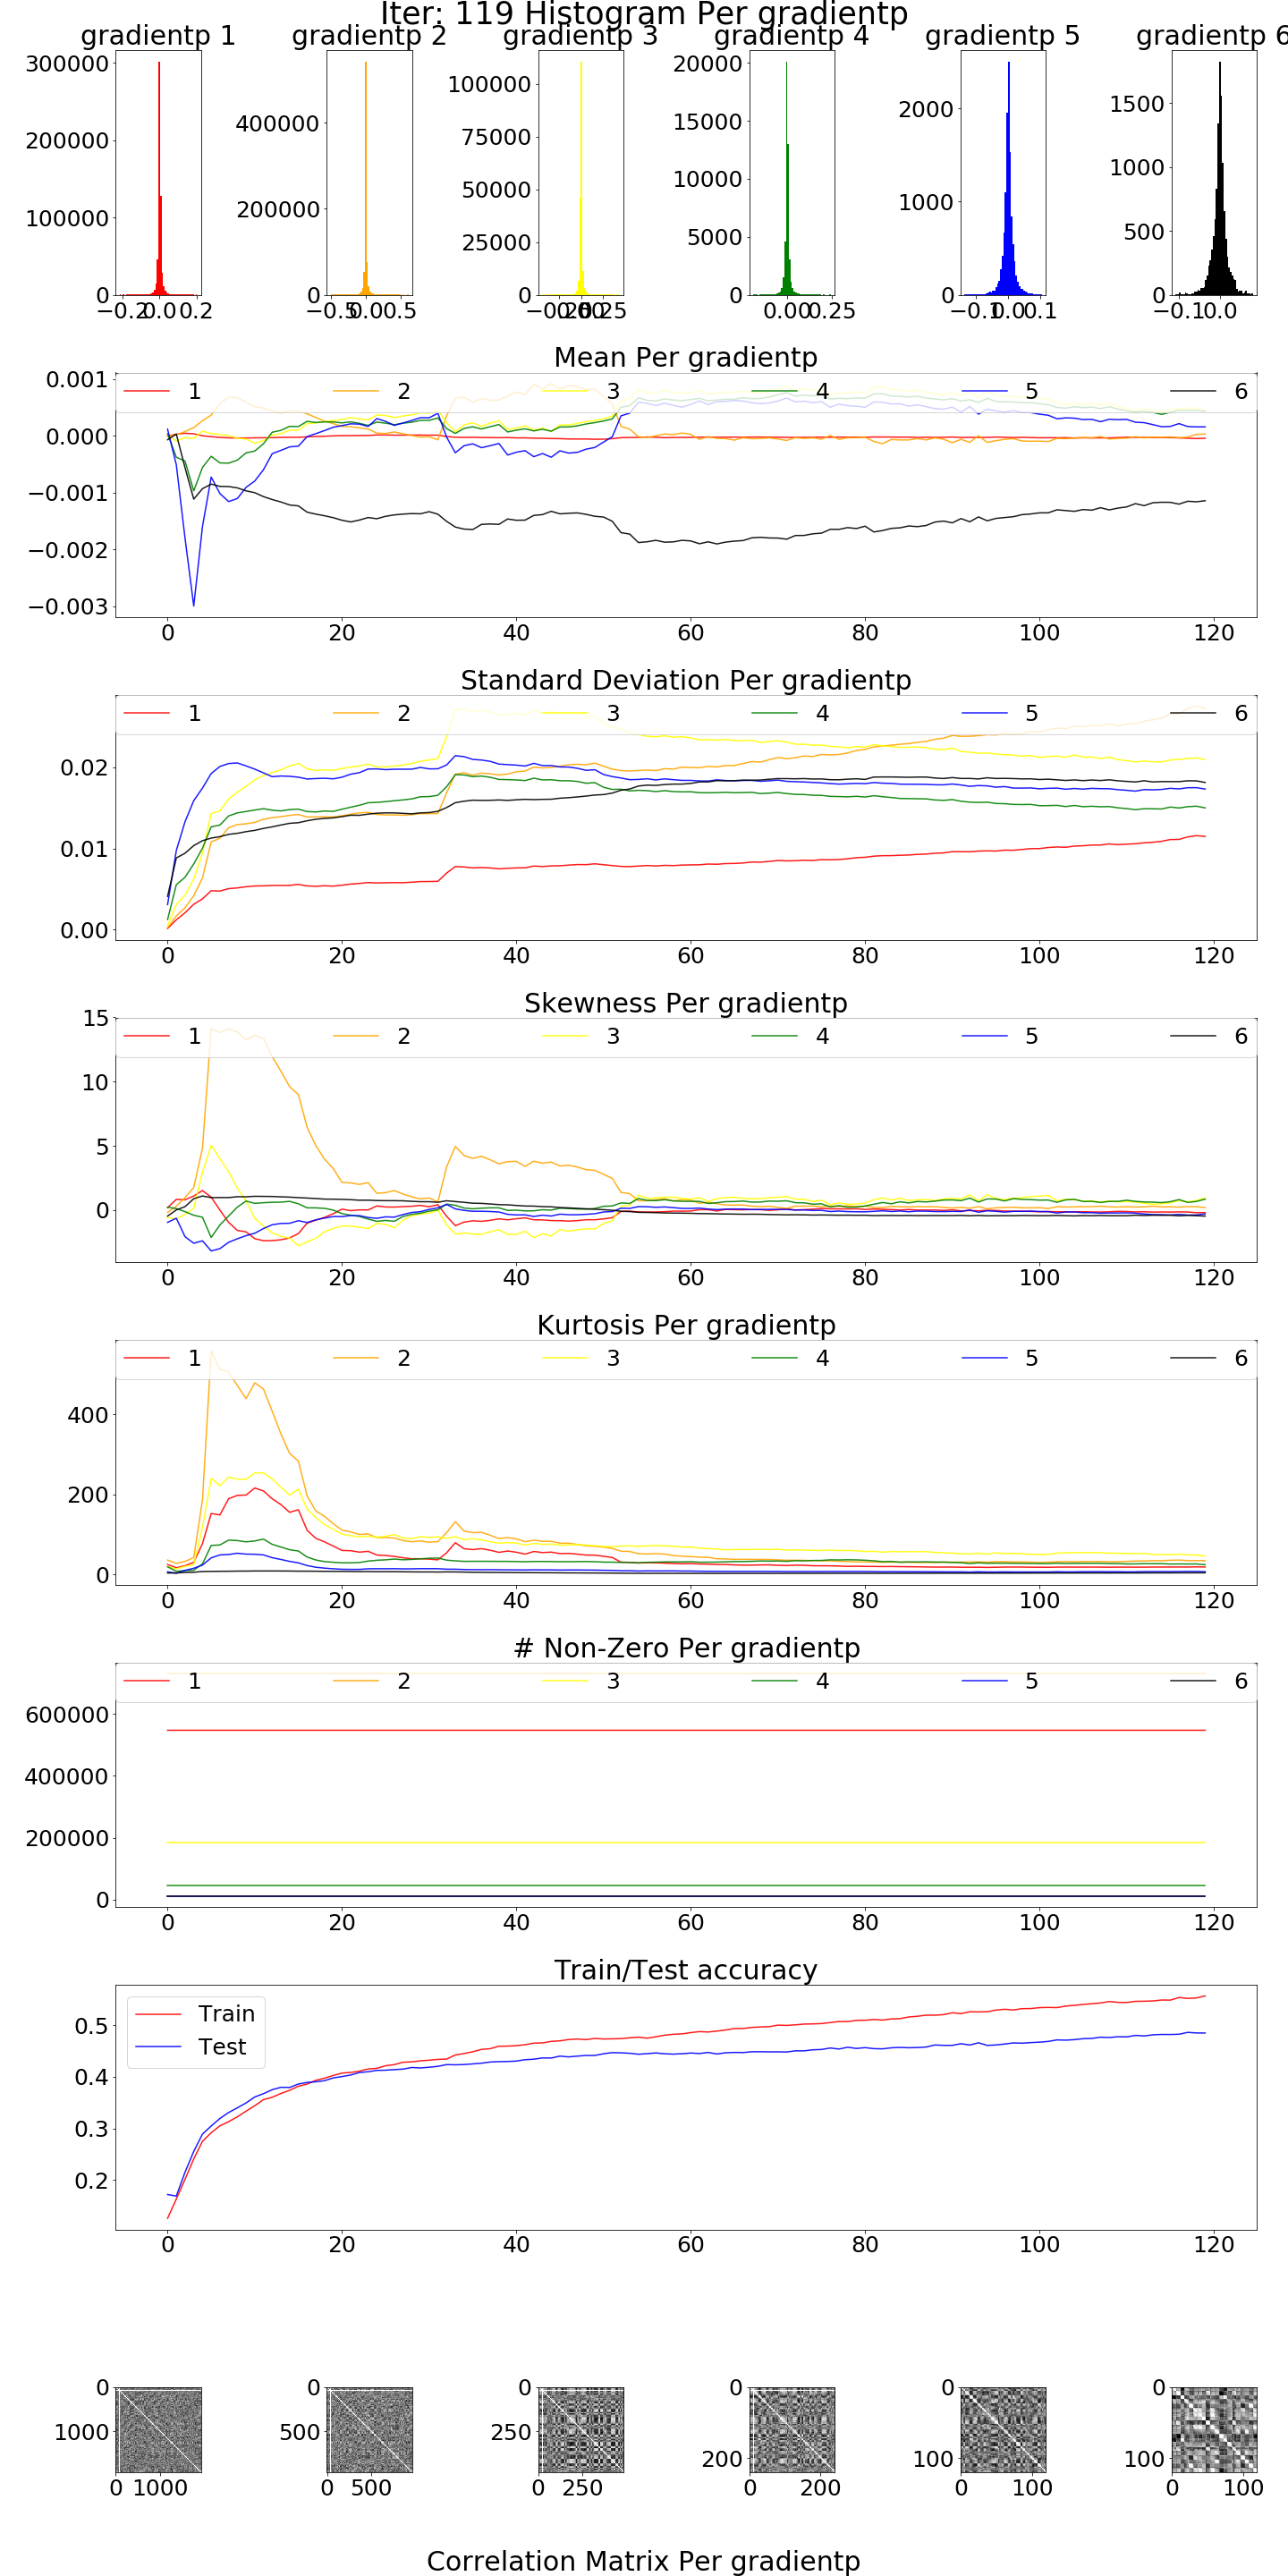 Iter: 119 Histogram Per gradientp
gradientp 1 gradientp 2 gradientp 3 gradientp 4 gradientp 5 gradientp 6
300000
200000
100000
0
−0.2 0.0 0.2
400000
200000
0
−0.5 0.0 0.5
100000
75000
50000
25000
0
−0.25 0.00 0.25
20000
15000
10000
5000
0
0.00 0.25
2000
1000
0
−0.1 0.0 0.1
1500
1000
500
0
−0.1 0.0
Mean Per gradientp
1 2 3 4 5 6
0.001
0.000
−0.001
−0.002
−0.003
0 20 40 60 80 100 120
Standard Deviation Per gradientp
1 2 3 4 5 6
0.02
0.01
0.00
0 20 40 60 80 100 120
Skewness Per gradientp
1 2 3 4 5 6
15
10
5
0
0 20 40 60 80 100 120
Kurtosis Per gradientp
1 2 3 4 5 6
400
200
0
0 20 40 60 80 100 120
# Non-Zero Per gradientp
1 2 3 4 5 6
600000
400000
200000
0
0 20 40 60 80 100 120
Train/Test accuracy
Train
Test
0.5
0.4
0.3
0.2
0 20 40 60 80 100 120
0
1000
0 1000
0
500
0 500
0
250
0 250
0
200
0 200
0
100
0 100
0
100
0 100
Correlation Matrix Per gradientp